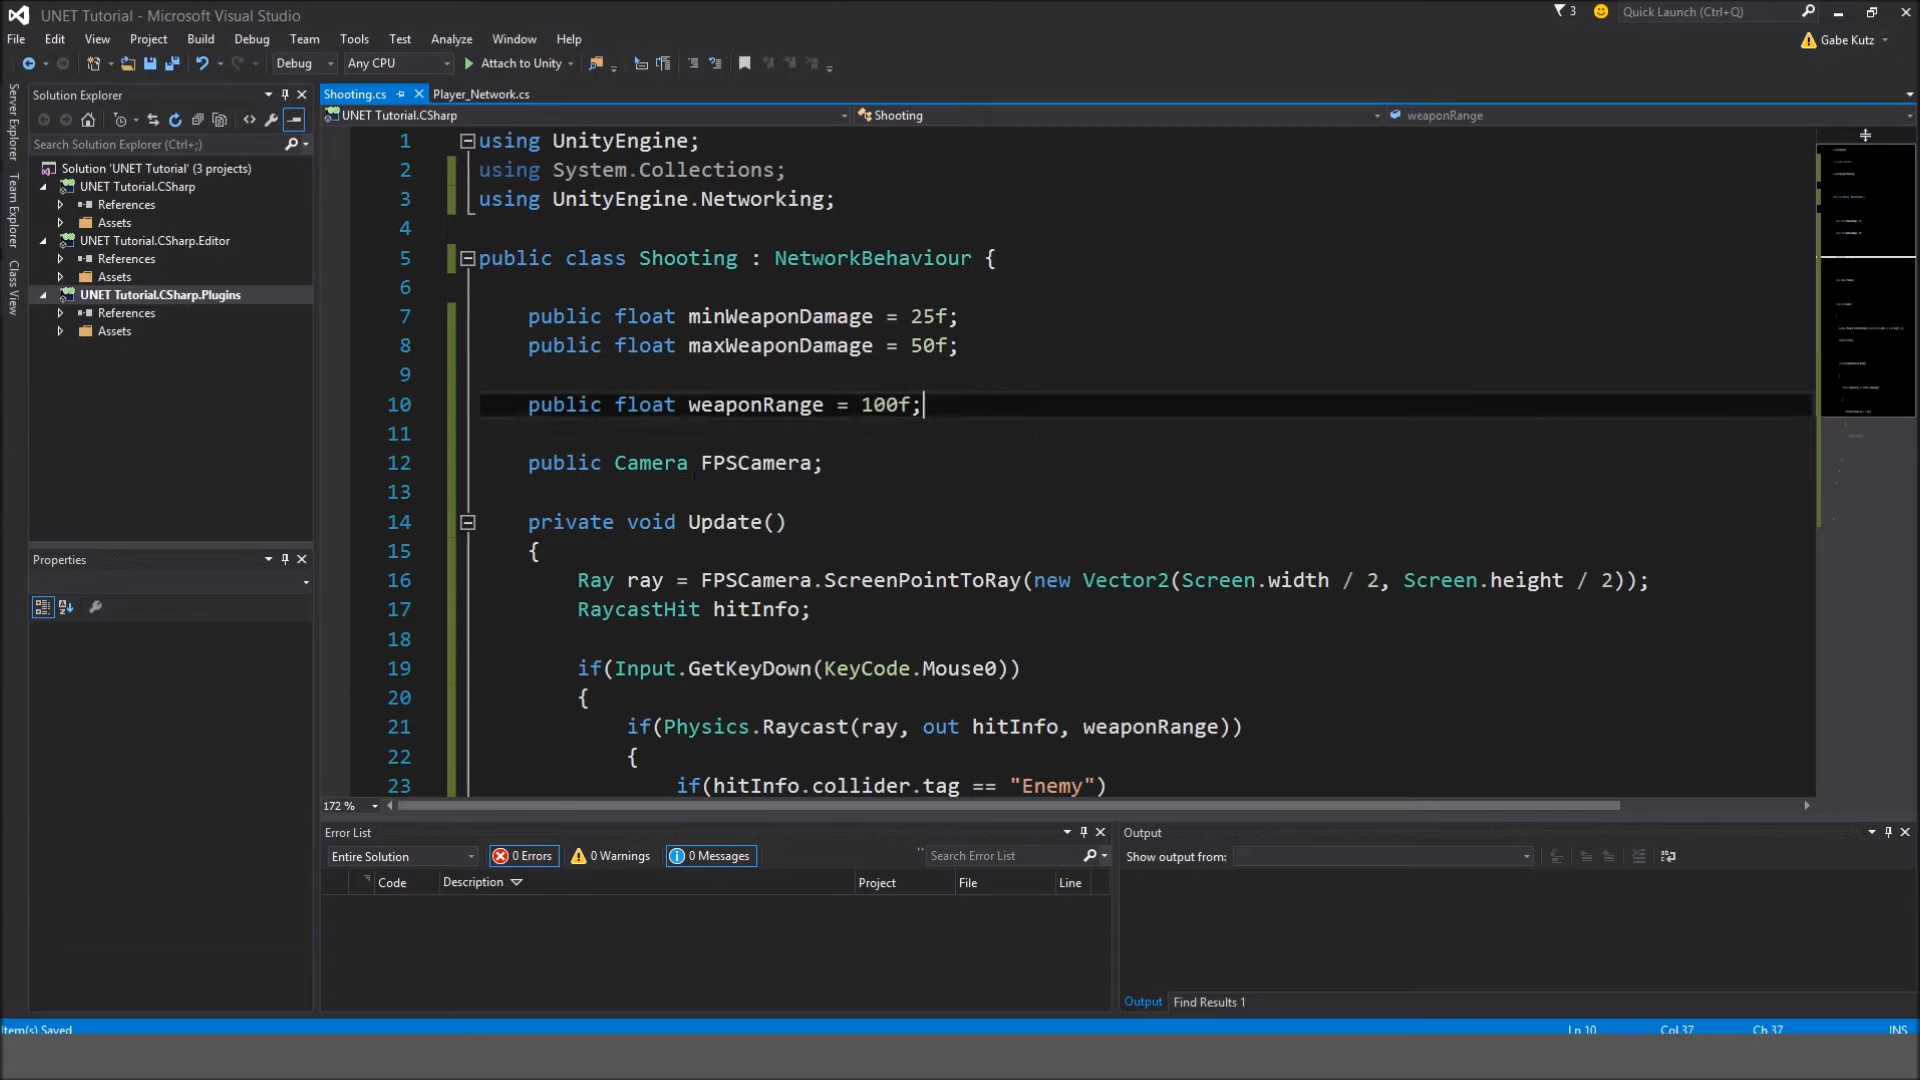 UNET Tutorial - Microsoft Visual Studio
3
Quick Launch (Ctrl+Q)
File Edit View Project Build Debug Team Tools Test Analyze Window Help
Gabe Kutz
Debug Any CPU Attach to Unity
Server Explorer
Team Explorer
Class View
Solution Explorer
Search Solution Explorer (Ctrl+;)
Solution 'UNET Tutorial' (3 projects)
UNET Tutorial.CSharp
References
Assets
UNET Tutorial.CSharp.Editor
References
Assets
UNET Tutorial.CSharp.Plugins
References
Assets
Properties
Shooting.cs Player_Network.cs
UNET Tutorial.CSharp Shooting weaponRange
1 using UnityEngine;
2 using System.Collections;
3 using UnityEngine.Networking;
4
5 public class Shooting : NetworkBehaviour {
6
7 public float minWeaponDamage = 25f;
8 public float maxWeaponDamage = 50f;
9
10 public float weaponRange = 100f;
11
12 public Camera FPSCamera;
13
14 private void Update()
15 {
16 Ray ray = FPSCamera.ScreenPointToRay(new Vector2(Screen.width / 2, Screen.height / 2));
17 RaycastHit hitInfo;
18
19 if(Input.GetKeyDown(KeyCode.Mouse0))
20 {
21 if(Physics.Raycast(ray, out hitInfo, weaponRange))
22 {
23 if(hitInfo.collider.tag == "Enemy")
172 %
Error List
Entire Solution 0 Errors 0 Warnings 0 Messages Search Error List
Code Description Project File Line
Output
Show output from:
Output Find Results 1
Item(s) Saved Ln 10 Col 37 Ch 37 INS